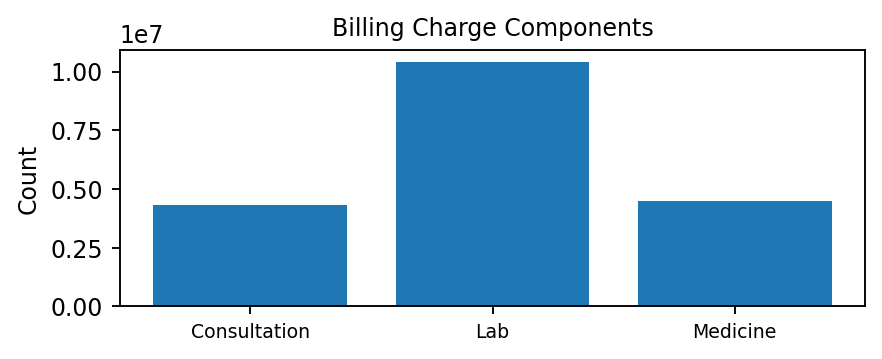 Billing Charge Components
1e7
1.00
0.75
0.50
0.25
0.00
Count
Consultation
Lab
Medicine